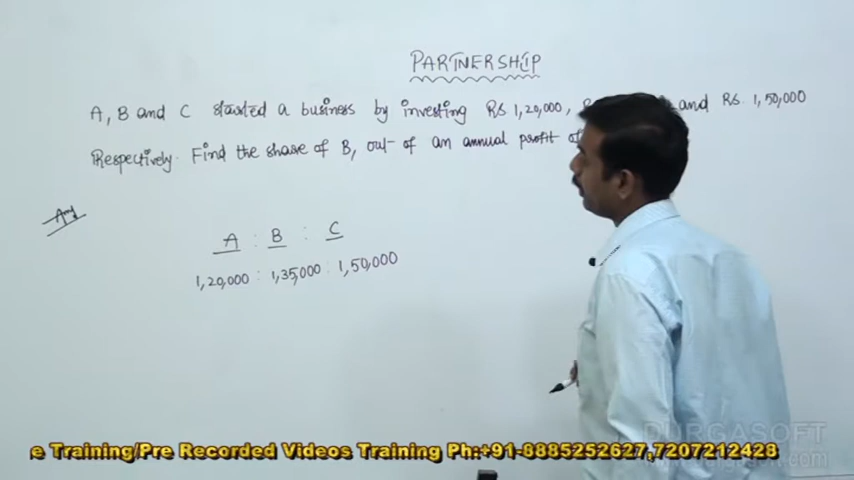 PARTNERSHIP
A, B and C started a business by investing Rs 1,20,000, and Rs. 1,50,000
Respectively. Find the share of B, out of an annual profit of
Ans
A : B : C
1,20,000 : 1,35,000 : 1,50,000
DURGASOFT
e Training/Pre Recorded Videos Training Ph:+91-8885252627,7207212428